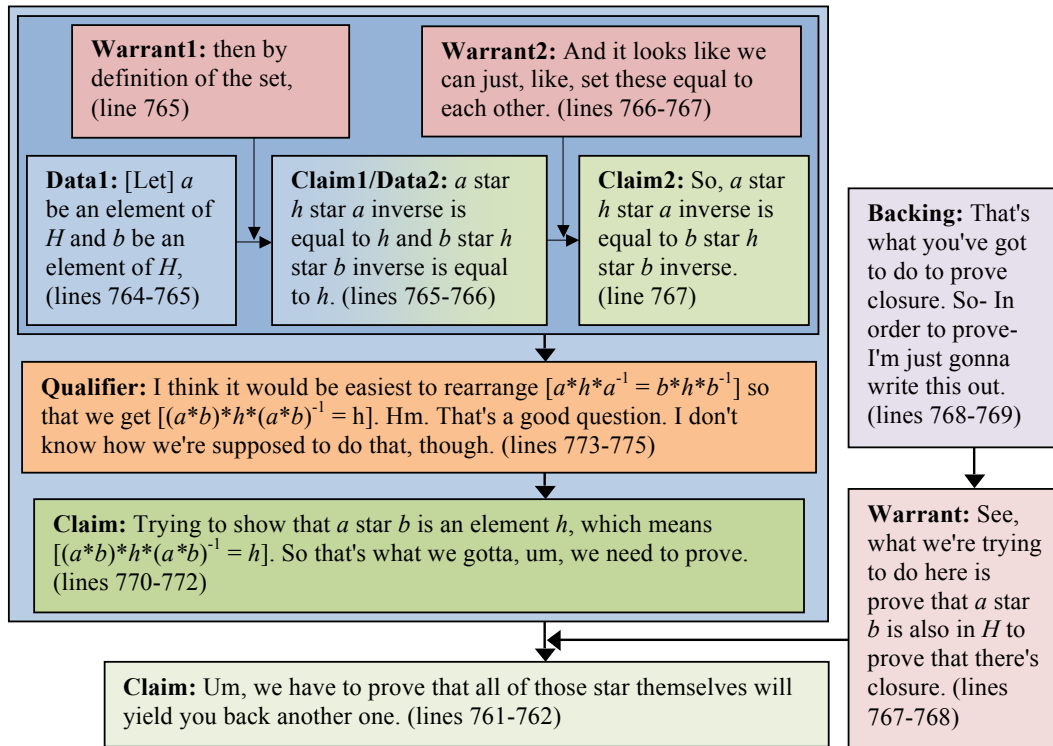 Warrant1: then by
definition of the set,
(line 765)
Warrant2: And it looks like we
can just, like, set these equal to
each other. (lines 766-767)
Data1: [Let] a
be an element of
H and b be an
element of H,
(lines 764-765)
Claim1/Data2: a star
h star a inverse is
equal to h and b star h
star b inverse is equal
to h. (lines 765-766)
Claim2: So, a star
h star a inverse is
equal to b star h
star b inverse.
(line 767)
Backing: That's
what you've got
to do to prove
closure. So- In
order to prove-
I'm just gonna
write this out.
(lines 768-769)
Qualifier: I think it would be easiest to rearrange [a*h*a⁻¹ = b*h*b⁻¹] so
that we get [(a*b)*h*(a*b)⁻¹ = h]. Hm. That's a good question. I don't
know how we're supposed to do that, though. (lines 773-775)
Claim: Trying to show that a star b is an element h, which means
[(a*b)*h*(a*b)⁻¹ = h]. So that's what we gotta, um, we need to prove.
(lines 770-772)
Warrant: See,
what we're trying
to do here is
prove that a star
b is also in H to
prove that there's
closure. (lines
767-768)
Claim: Um, we have to prove that all of those star themselves will
yield you back another one. (lines 761-762)